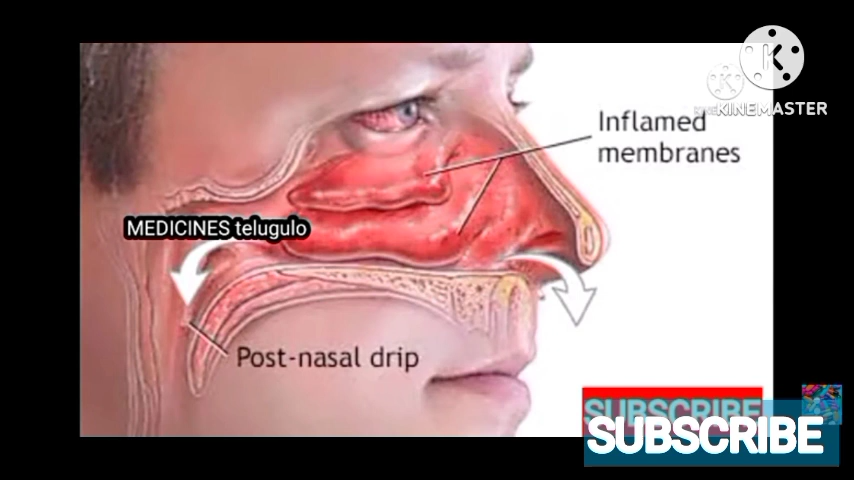 KINEMASTER
Inflamed
membranes
MEDICINES telugulo
Post-nasal drip
SUBSCRIBE
SUBSCRIBE